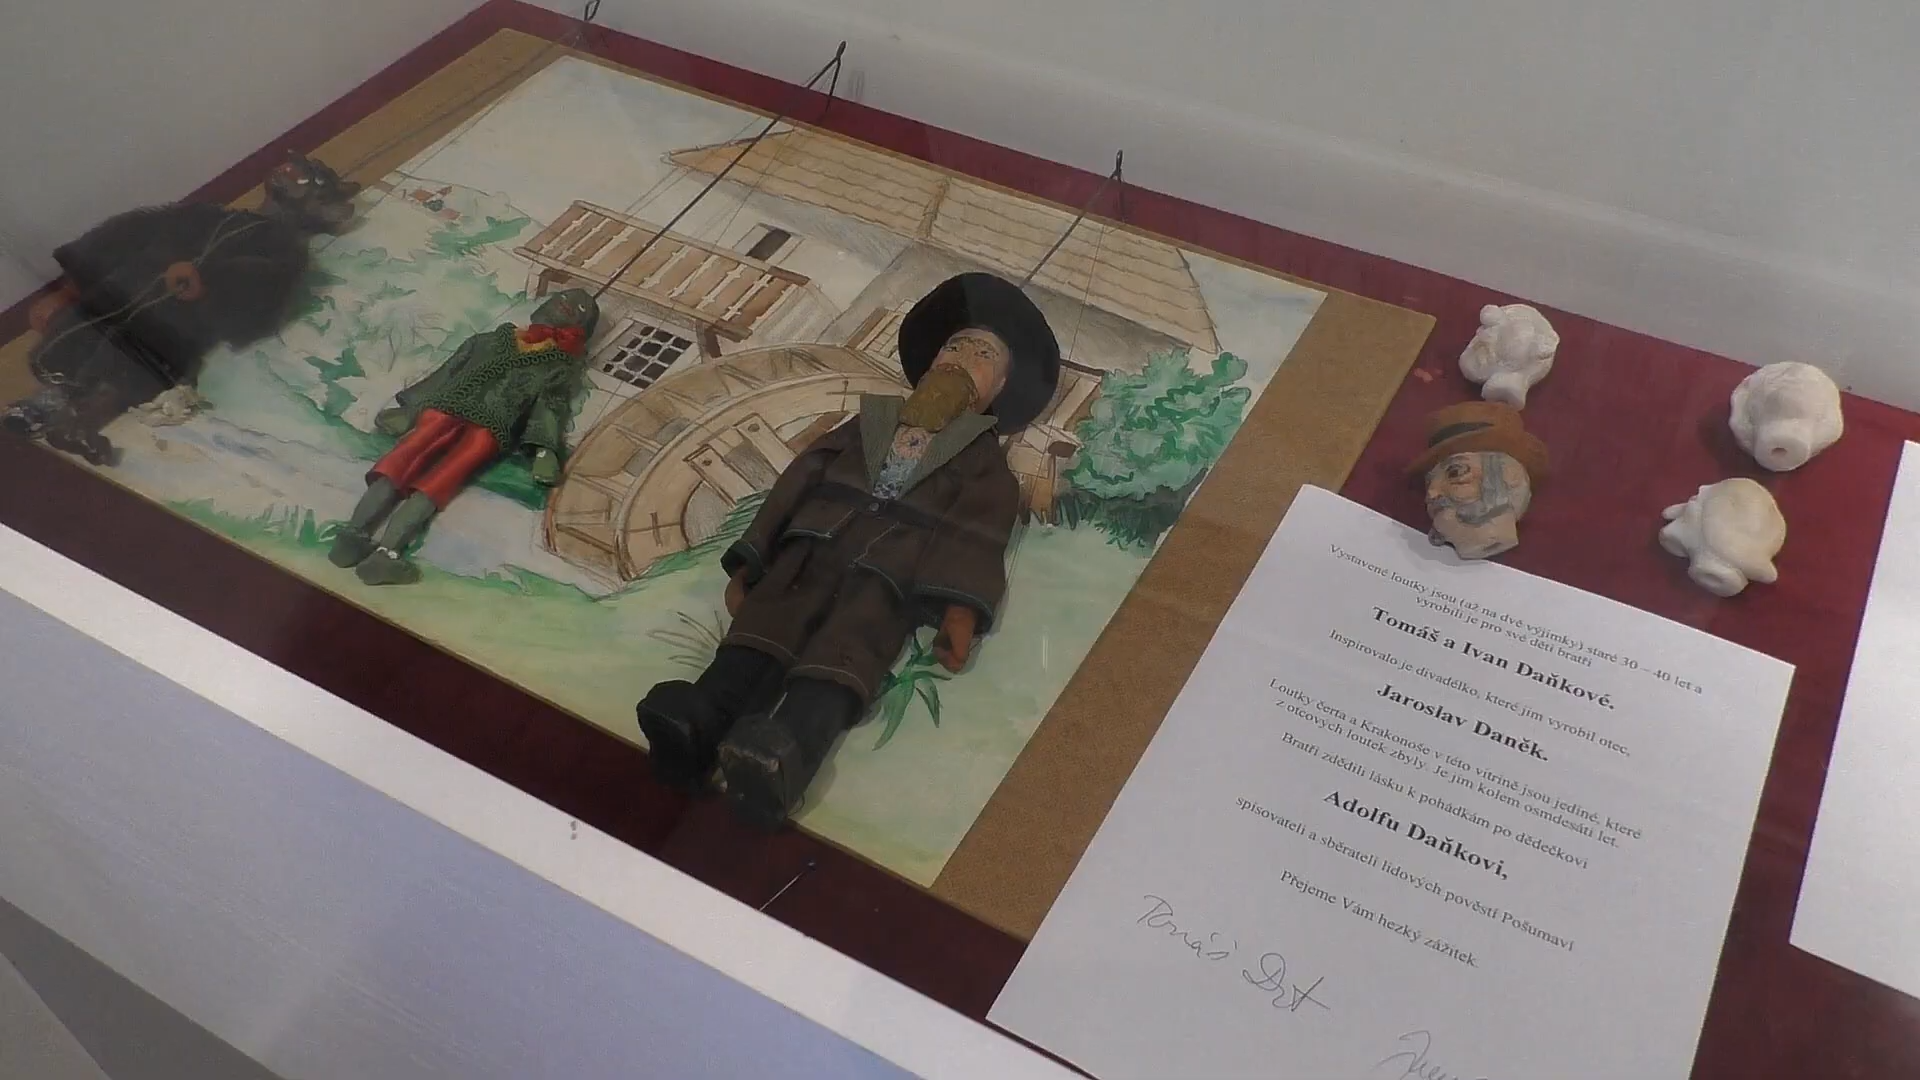 Vystavené loutky jsou (až na dvě výjimky) staré 30 – 40 let a
vyrobili je pro své děti bratři
Tomáš a Ivan Daňkové.
Inspirovalo je divadélko, které jim vyrobil otec,
Jaroslav Daněk.
Loutky čerta a Krakonoše v této vitríně jsou jediné, které
z otcových loutek zbyly. Je jim kolem osmdesáti let.
Bratři zdědili lásku k pohádkám po dědečkovi
Adolfu Daňkovi,
spisovateli a sběrateli lidových pověstí Pošumaví
Přejeme Vám hezký zážitek.
Tomáš